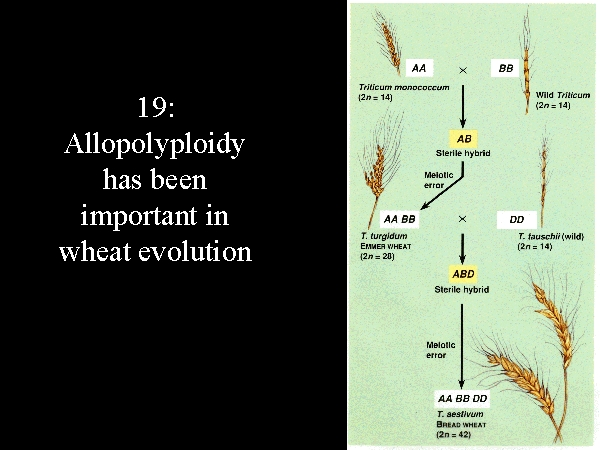 19:
Allopolyploidy
has been
important in
wheat evolution
AA × BB
Triticum monococcum
(2n = 14)
Wild Triticum
(2n = 14)
AB
Sterile hybrid
Meiotic
error
AA BB × DD
T. turgidum
EMMER WHEAT
(2n = 28)
T. tauschii (wild)
(2n = 14)
ABD
Sterile hybrid
Meiotic
error
AA BB DD
T. aestivum
BREAD WHEAT
(2n = 42)